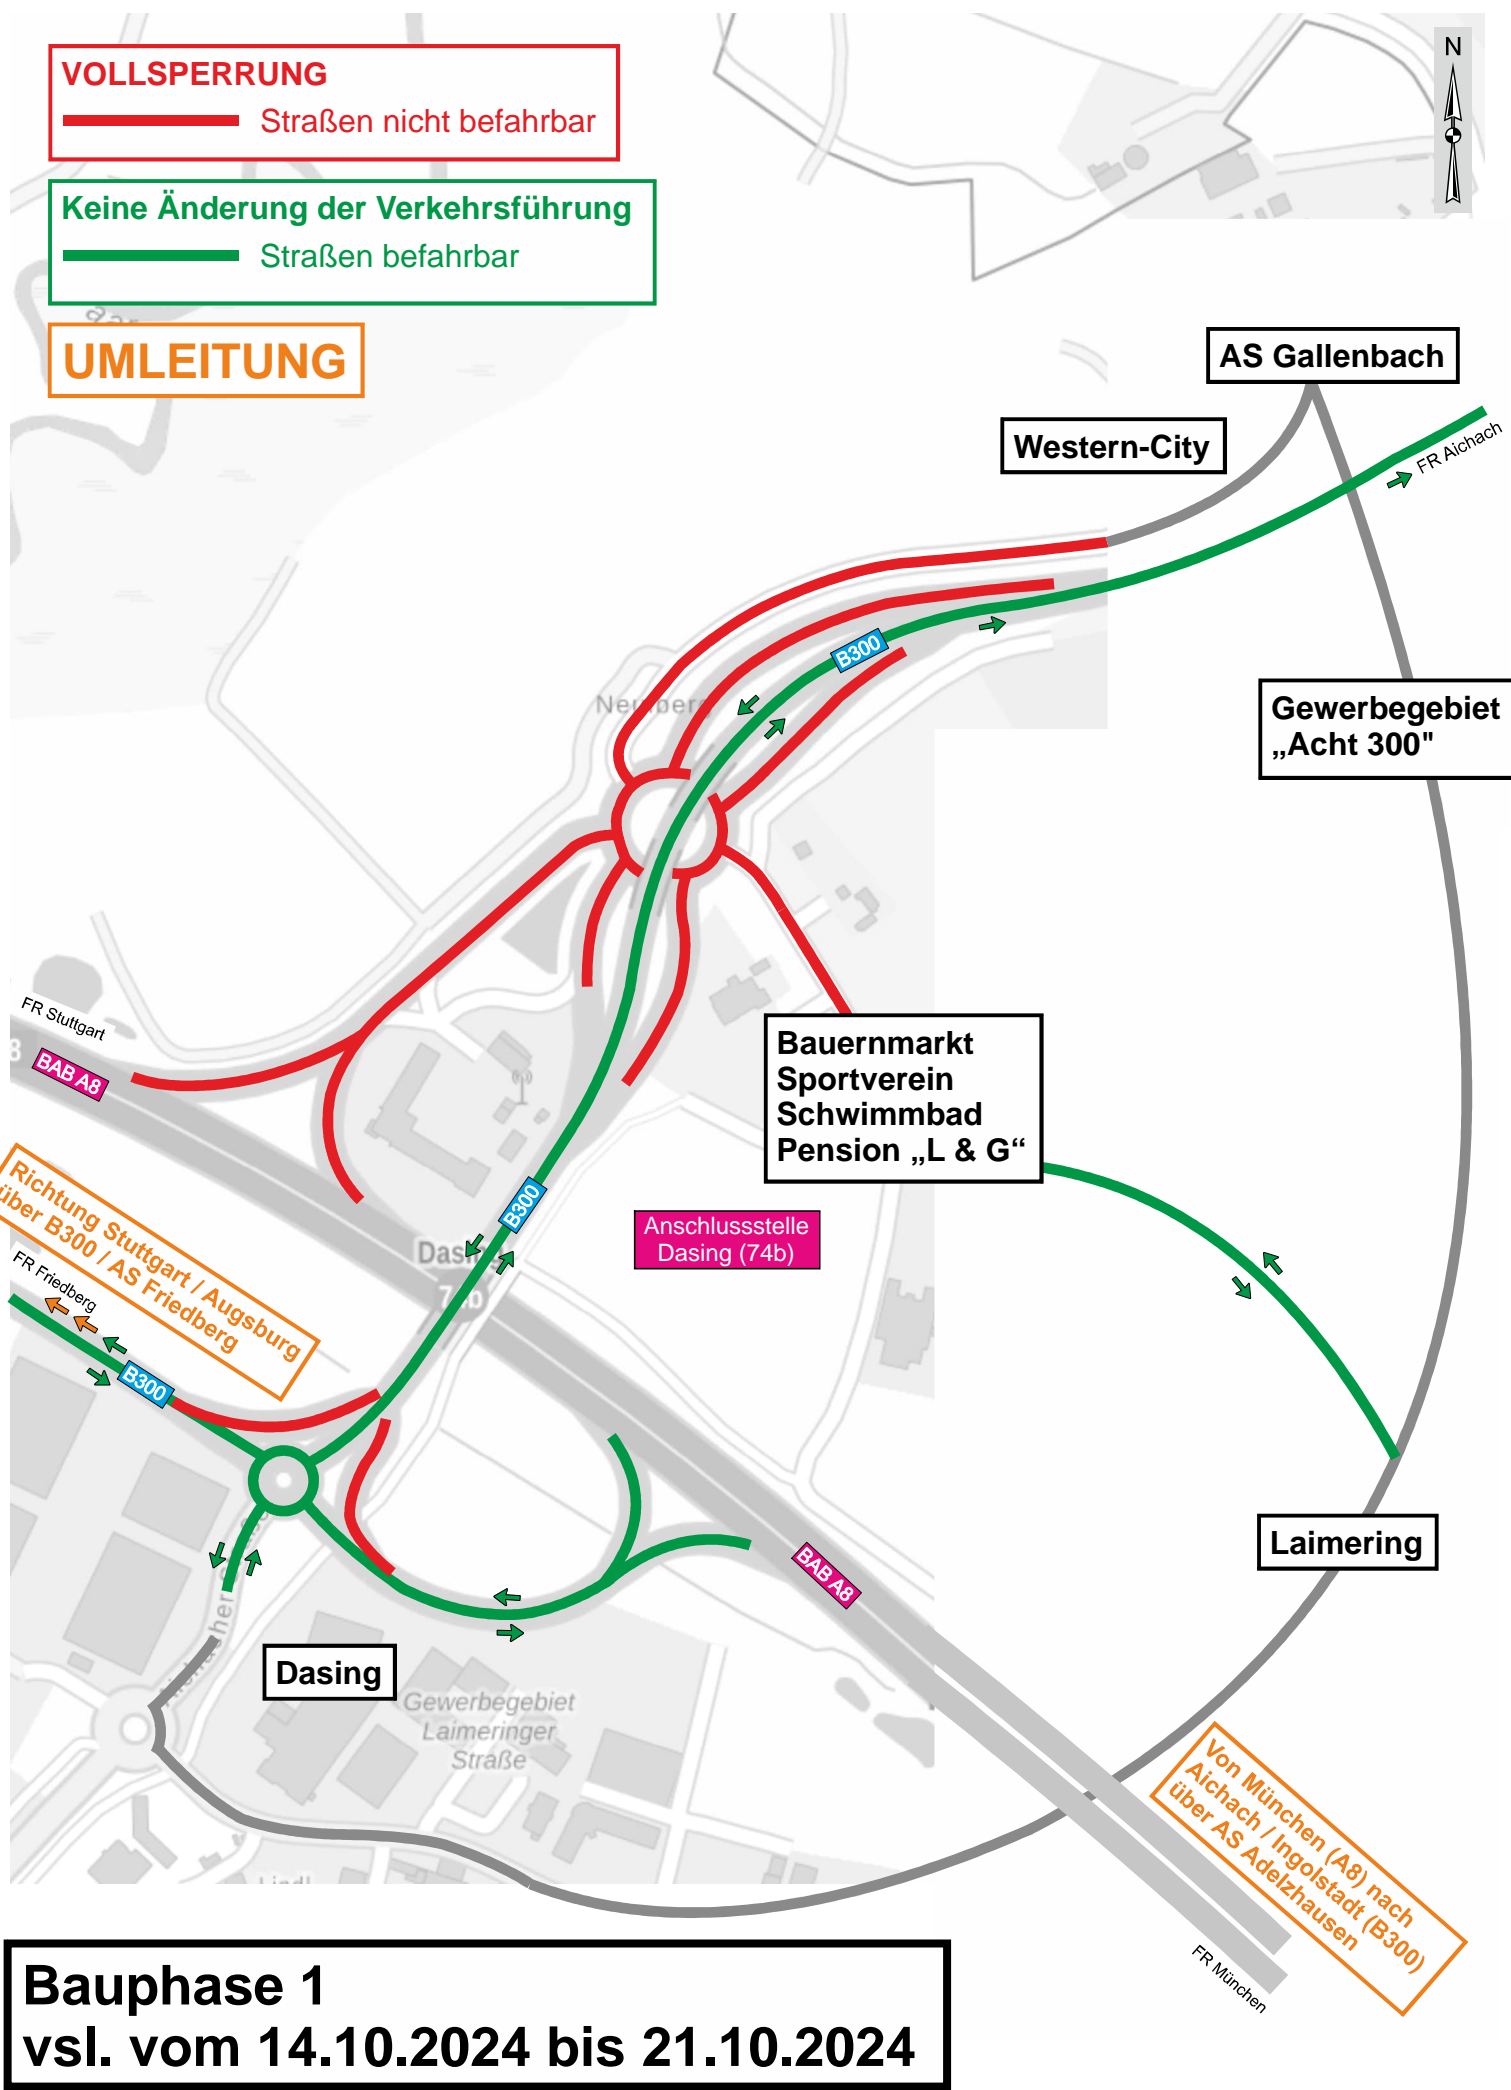 VOLLSPERRUNG
Straßen nicht befahrbar
Keine Änderung der Verkehrsführung
Straßen befahrbar
UMLEITUNG
N
AS Gallenbach
Western-City
FR Aichach
B300
Gewerbegebiet
„Acht 300"
FR Stuttgart
8
BAB A8
Bauernmarkt
Sportverein
Schwimmbad
Pension „L & G“
Richtung Stuttgart / Augsburg
über B300 / AS Friedberg
FR Friedberg
B300
B300
Anschlussstelle
Dasing (74b)
74b
Laimering
BAB A8
Dasing
Gewerbegebiet
Laimeringer
Straße
Von München (A8) nach
Aichach / Ingolstadt (B300)
über AS Adelzhausen
FR München
Bauphase 1
vsl. vom 14.10.2024 bis 21.10.2024